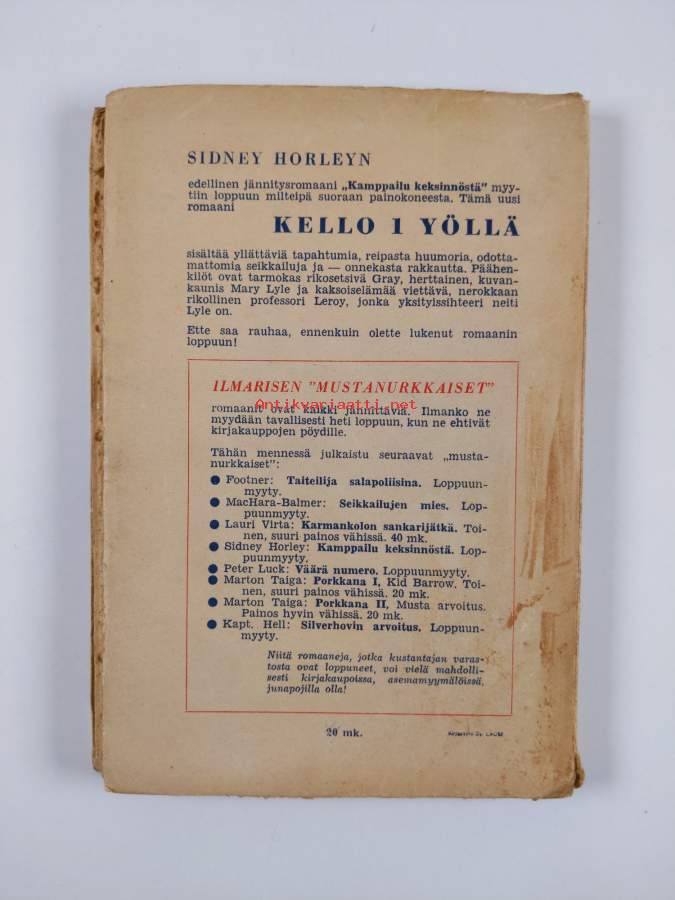 SIDNEY HORLEYN
edellinen jännitysromaani „Kamppailu keksinnöstä" myy-
tiin loppuun milteipä suoraan painokoneesta. Tämä uusi
romaani
KELLO 1 YÖLLÄ
sisältää yllättäviä tapahtumia, reipasta huumoria, odotta-
mattomia seikkailuja ja — onnekasta rakkautta. Päähen-
kilöt ovat tarmokas rikosetsivä Gray, herttainen, kuvan-
kaunis Mary Lyle ja kaksoiselämää viettävä, nerokkaan
rikollinen professori Leroy, jonka yksityissihteeri neiti
Lyle on.
Ette saa rauhaa, ennenkuin olette lukenut romaanin
loppuun!
ILMARISEN "MUSTANURKKAISET"
Antikvariaatti.net
romaanit ovat kaikki jännittäviä. Ilmanko ne
myydään tavallisesti heti loppuun, kun ne ehtivät
kirjakauppojen pöydille.
Tähän mennessä julkaistu seuraavat „musta-
nurkkaiset":
● Footner: Taiteilija salapoliisina. Loppuun-
myyty.
● MacHara-Balmer: Seikkailujen mies. Lop-
puunmyyty.
● Lauri Virta: Karmankolon sankarijätkä. Toi-
nen, suuri painos vähissä. 40 mk.
● Sidney Horley: Kamppailu keksinnöstä. Lop-
puunmyyty.
● Peter Luck: Väärä numero. Loppuunmyyty.
● Marton Taiga: Porkkana I, Kid Barrow. Toi-
nen, suuri painos vähissä. 20 mk.
● Marton Taiga: Porkkana II, Musta arvoitus.
Painos hyvin vähissä. 20 mk.
● Kapt. Hell: Silverhovin arvoitus. Loppuun-
myyty.
Niitä romaaneja, jotka kustantajan varas-
tosta ovat loppuneet, voi vielä mahdolli-
sesti kirjakaupoissa, asemamyymälöissä,
junapojilla olla!
20 mk.